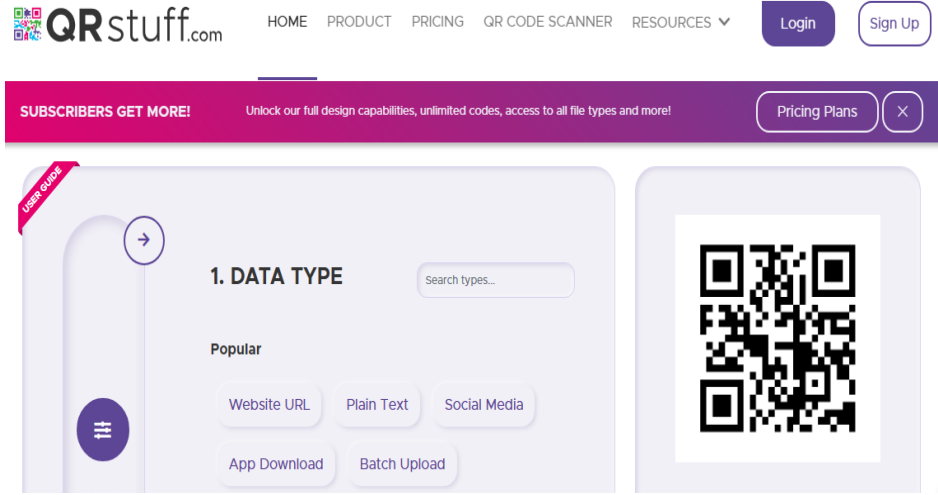 QRstuff.com
HOME PRODUCT PRICING QR CODE SCANNER RESOURCES
Login
Sign Up
SUBSCRIBERS GET MORE!
Unlock our full design capabilities, unlimited codes, access to all file types and more!
Pricing Plans
USER GUIDE
1. DATA TYPE
Search types...
Popular
Website URL
Plain Text
Social Media
App Download
Batch Upload